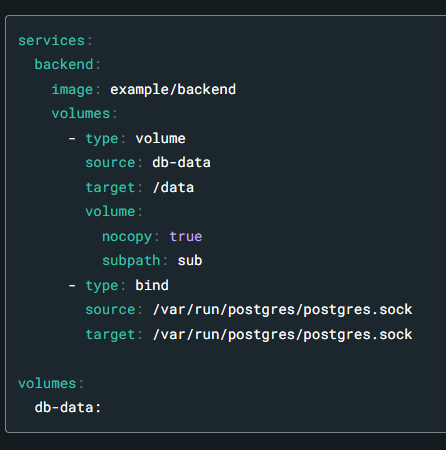 services:
  backend:
    image: example/backend
    volumes:
      - type: volume
        source: db-data
        target: /data
        volume:
          nocopy: true
          subpath: sub
      - type: bind
        source: /var/run/postgres/postgres.sock
        target: /var/run/postgres/postgres.sock

volumes:
  db-data: